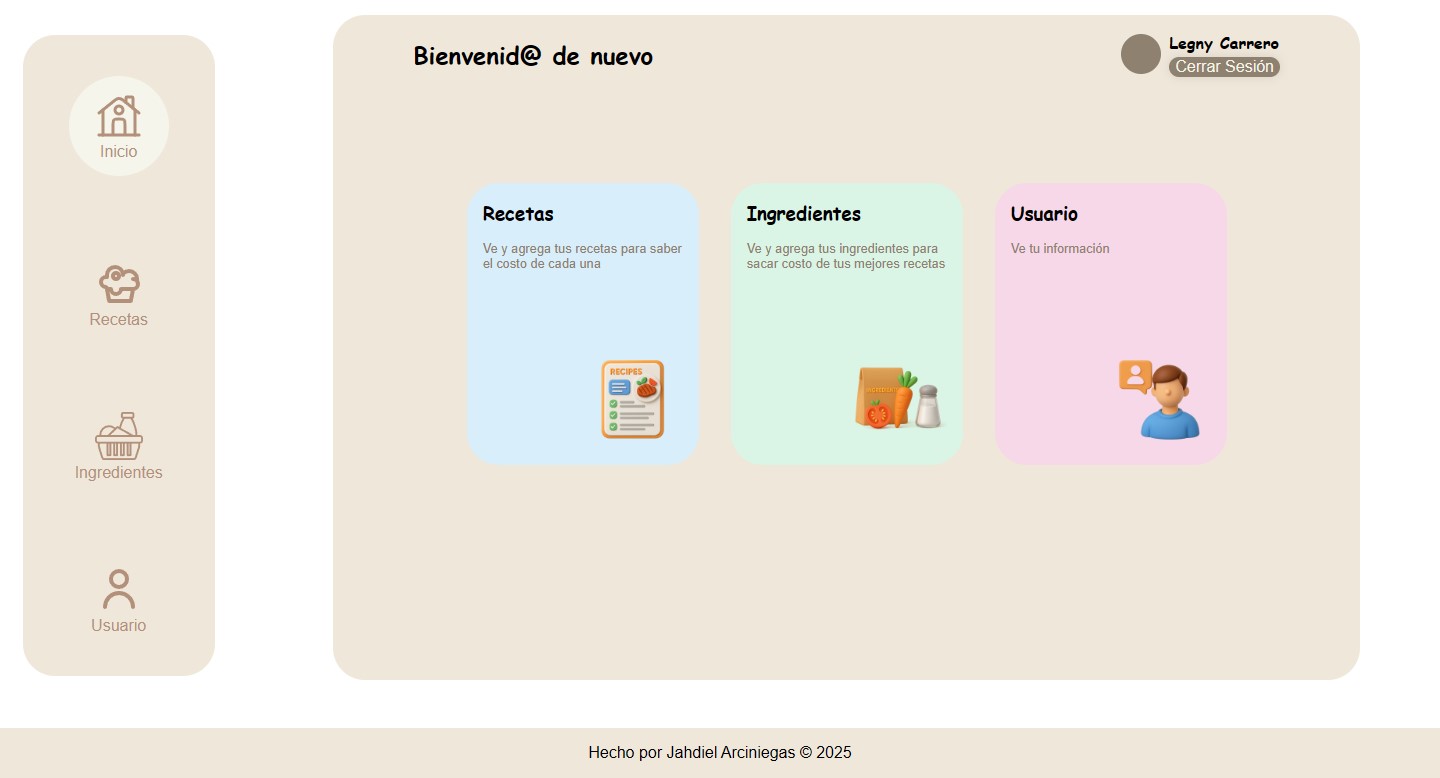 Inicio
Recetas
Ingredientes
Usuario
Bienvenid@ de nuevo
Legny Carrero
Cerrar Sesión
Recetas
Ve y agrega tus recetas para saber
el costo de cada una
RECIPES
Ingredientes
Ve y agrega tus ingredientes para
sacar costo de tus mejores recetas
Usuario
Ve tu información
Hecho por Jahdiel Arciniegas © 2025